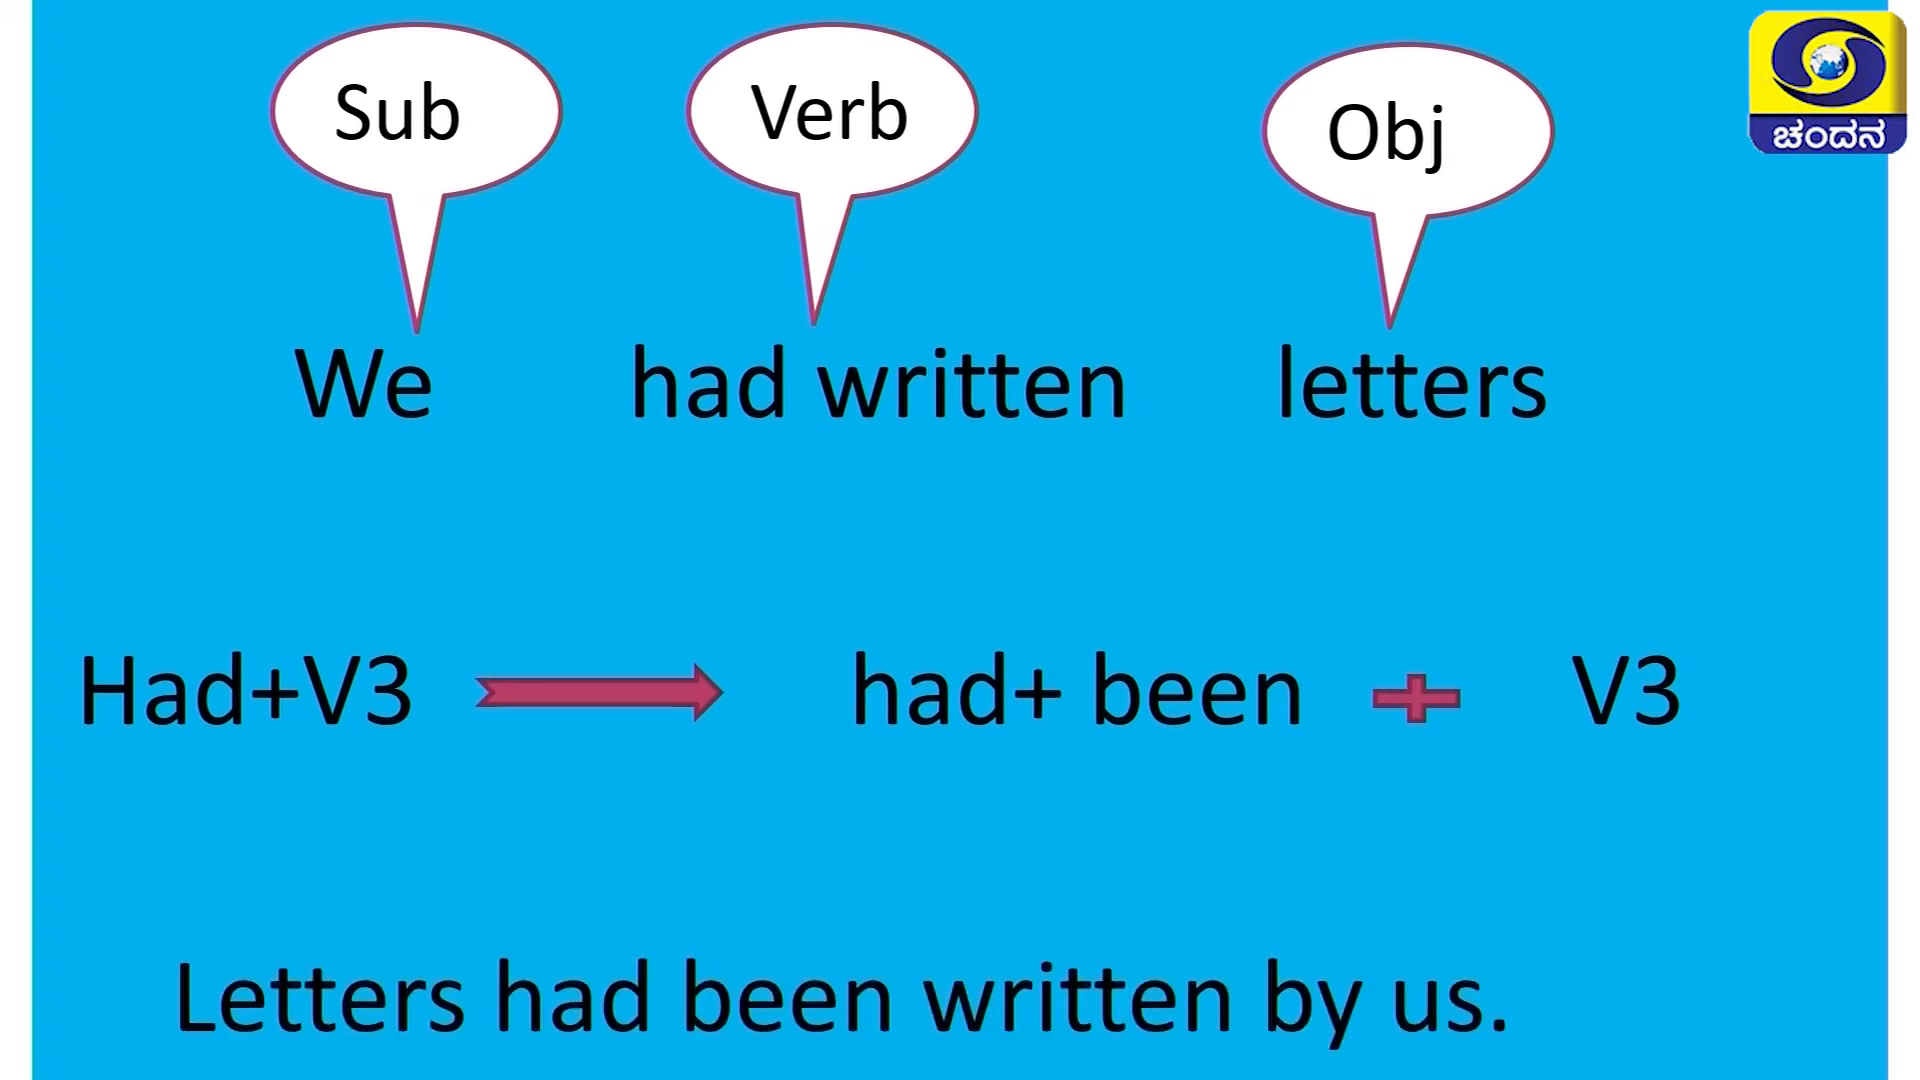 Sub Verb Obj
ಚಂದನ
We had written letters
Had+V3 had+ been V3
Letters had been written by us.